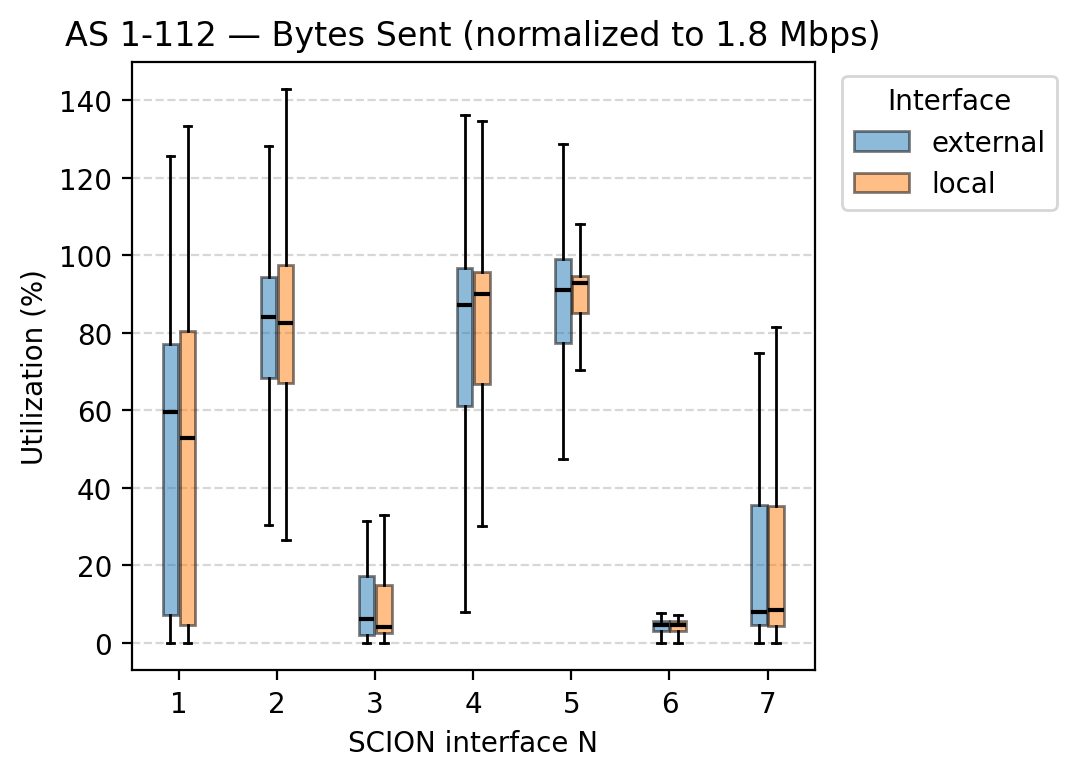 AS 1-112 — Bytes Sent (normalized to 1.8 Mbps)
Interface
external
local
Utilization (%)
140
120
100
80
60
40
20
0
1 2 3 4 5 6 7
SCION interface N